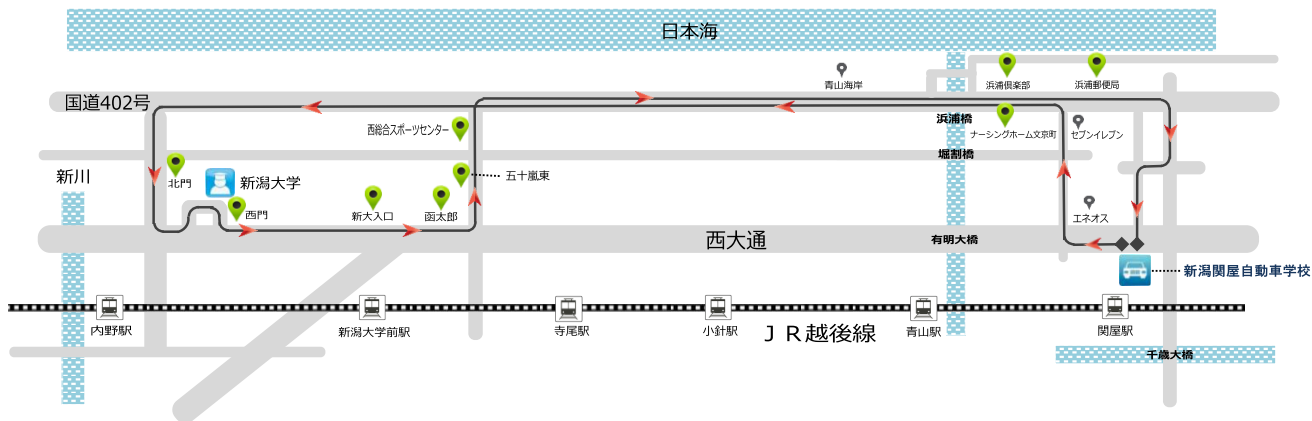 日本海
青山海岸
浜浦倶楽部
浜浦郵便局
国道402号
西総合スポーツセンター
浜浦橋
ナーシングホーム文京町
セブンイレブン
堀割橋
新川
北門
新潟大学
五十嵐東
西門
新大入口
函太郎
エネオス
西大通
有明大橋
新潟関屋自動車学校
内野駅
新潟大学前駅
寺尾駅
小針駅
青山駅
関屋駅
ＪＲ越後線
千歳大橋